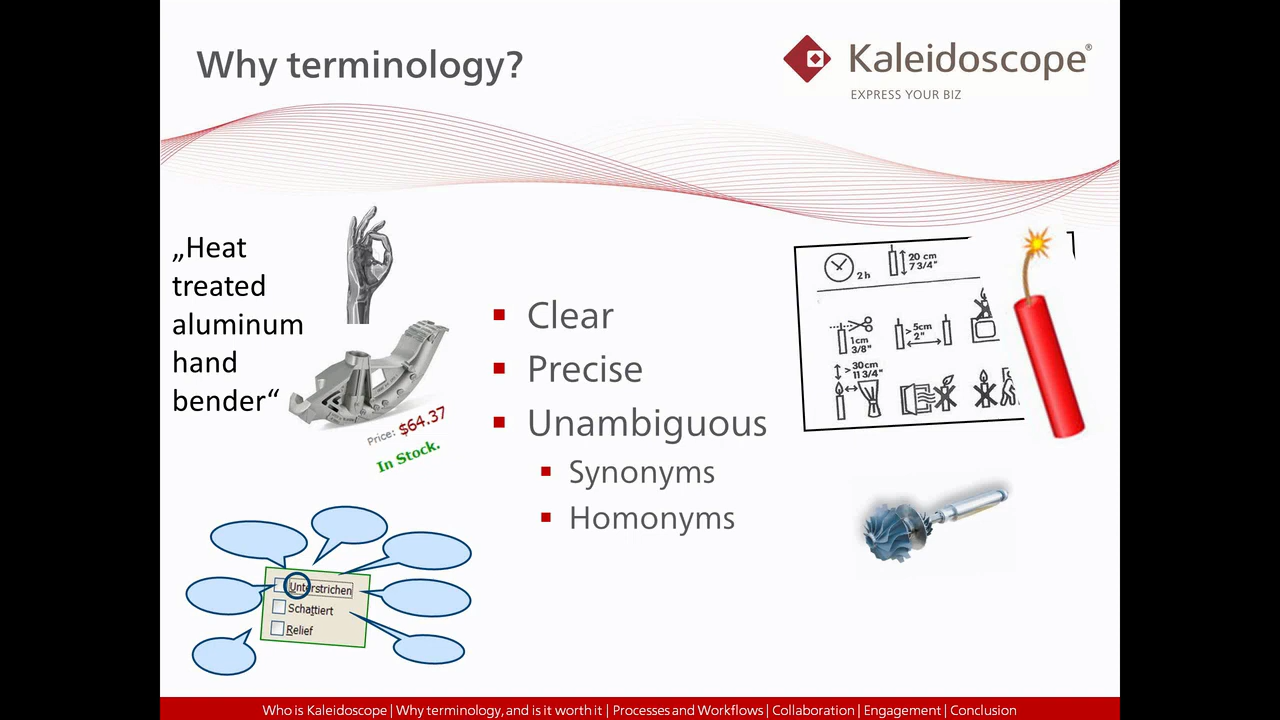 Why terminology?
Kaleidoscope®
EXPRESS YOUR BIZ
„Heat
treated
aluminum
hand
bender“
Price: $64.37
In Stock.
Clear
Precise
Unambiguous
Synonyms
Homonyms
2 h
20 cm
7 3/4"
1cm
3/8"
>5cm
2"
>30cm
11 3/4"
Unterstrichen
Schattiert
Relief
Who is Kaleidoscope | Why terminology, and is it worth it | Processes and Workflows | Collaboration | Engagement | Conclusion